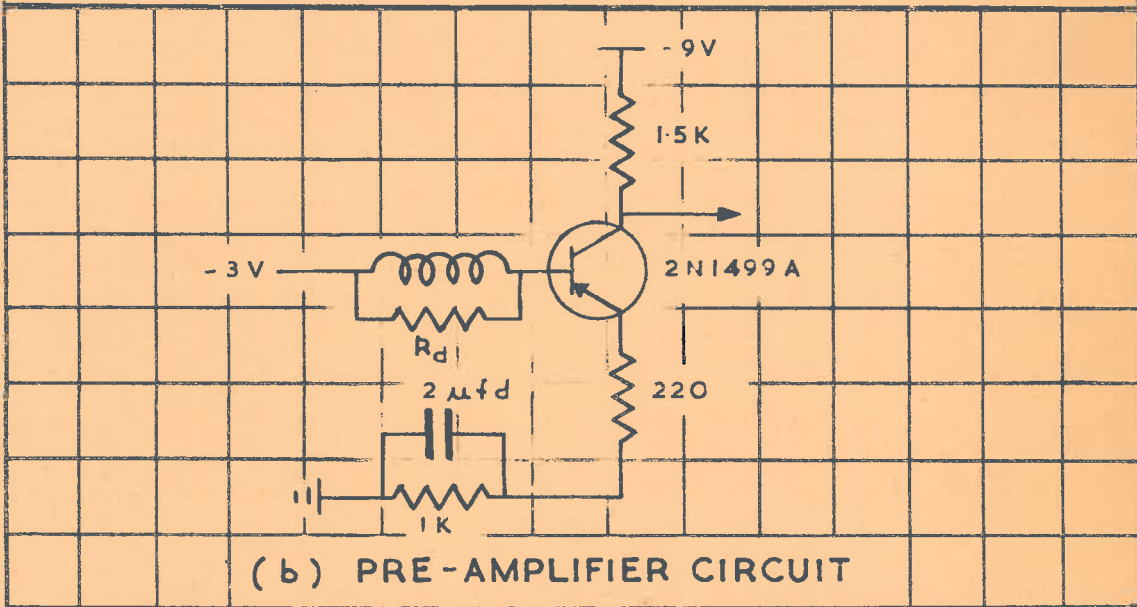 -9V
1.5K
-3V
2N1499A
Rd
2 μfd
220
1K
(b) PRE-AMPLIFIER CIRCUIT